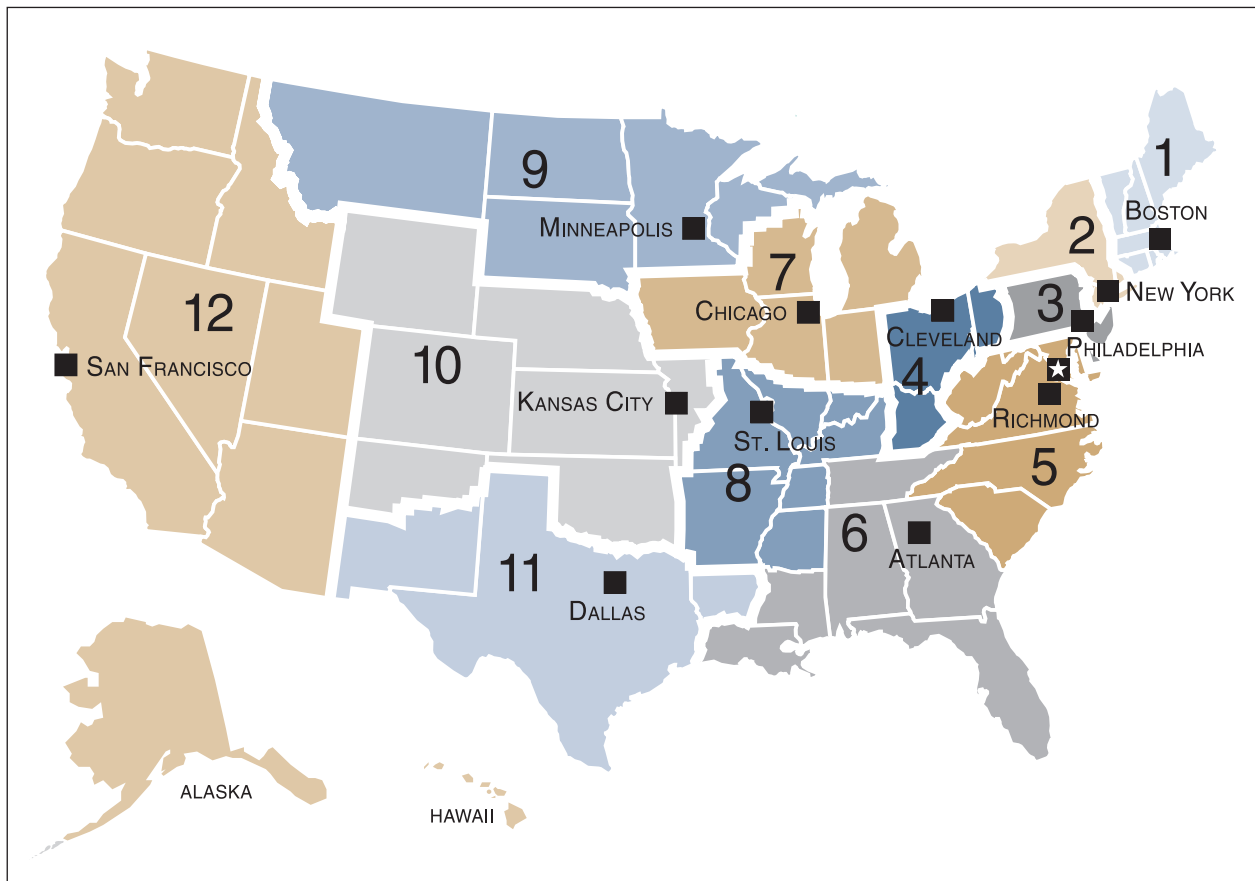 1
BOSTON
9
2
MINNEAPOLIS
7
NEW YORK
3
12
CHICAGO
CLEVELAND
PHILADELPHIA
SAN FRANCISCO
10
4
KANSAS CITY
RICHMOND
ST. LOUIS
5
8
6
ATLANTA
11
DALLAS
ALASKA
HAWAII